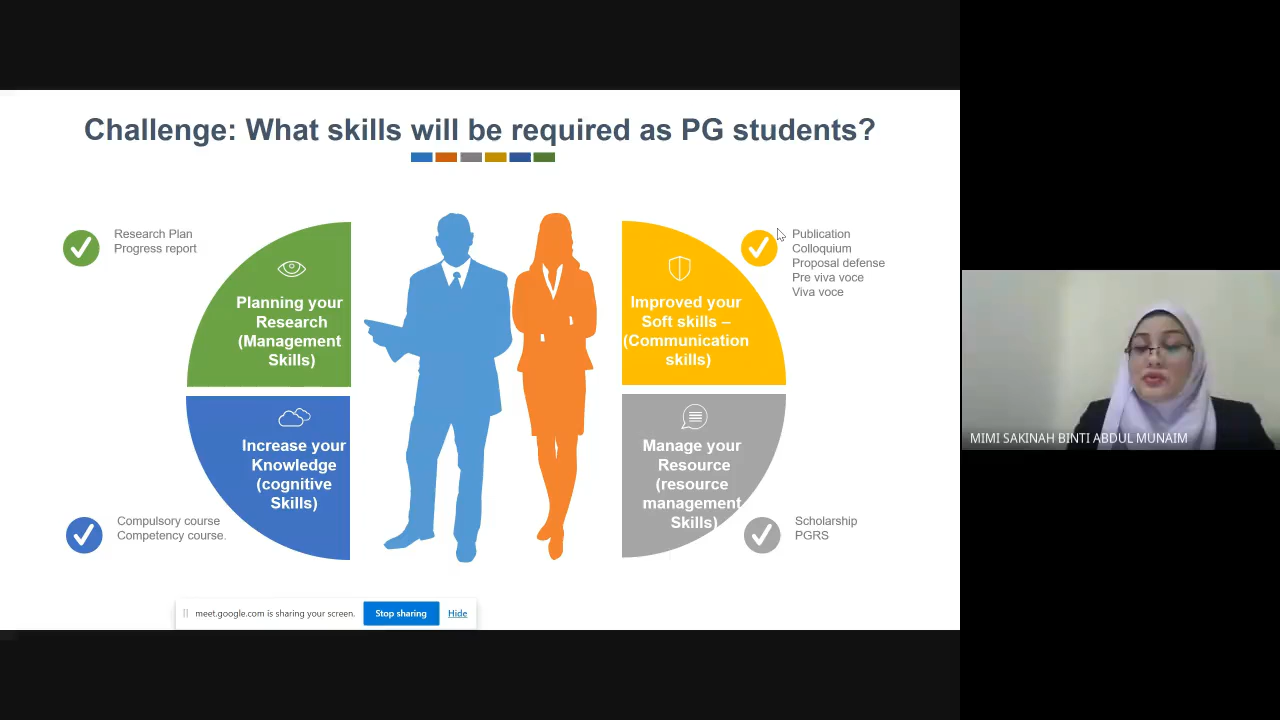 Challenge: What skills will be required as PG students?
Research Plan
Progress report
Planning your
Research
(Management
Skills)
Improved your
Soft skills –
(Communication
skills)
Publication
Colloquium
Proposal defense
Pre viva voce
Viva voce
Increase your
Knowledge
(cognitive
Skills)
Compulsory course
Competency course.
Manage your
Resource
(resource
management
Skills)
Scholarship
PGRS
MIMI SAKINAH BINTI ABDUL MUNAIM
meet.google.com is sharing your screen.
Stop sharing
Hide